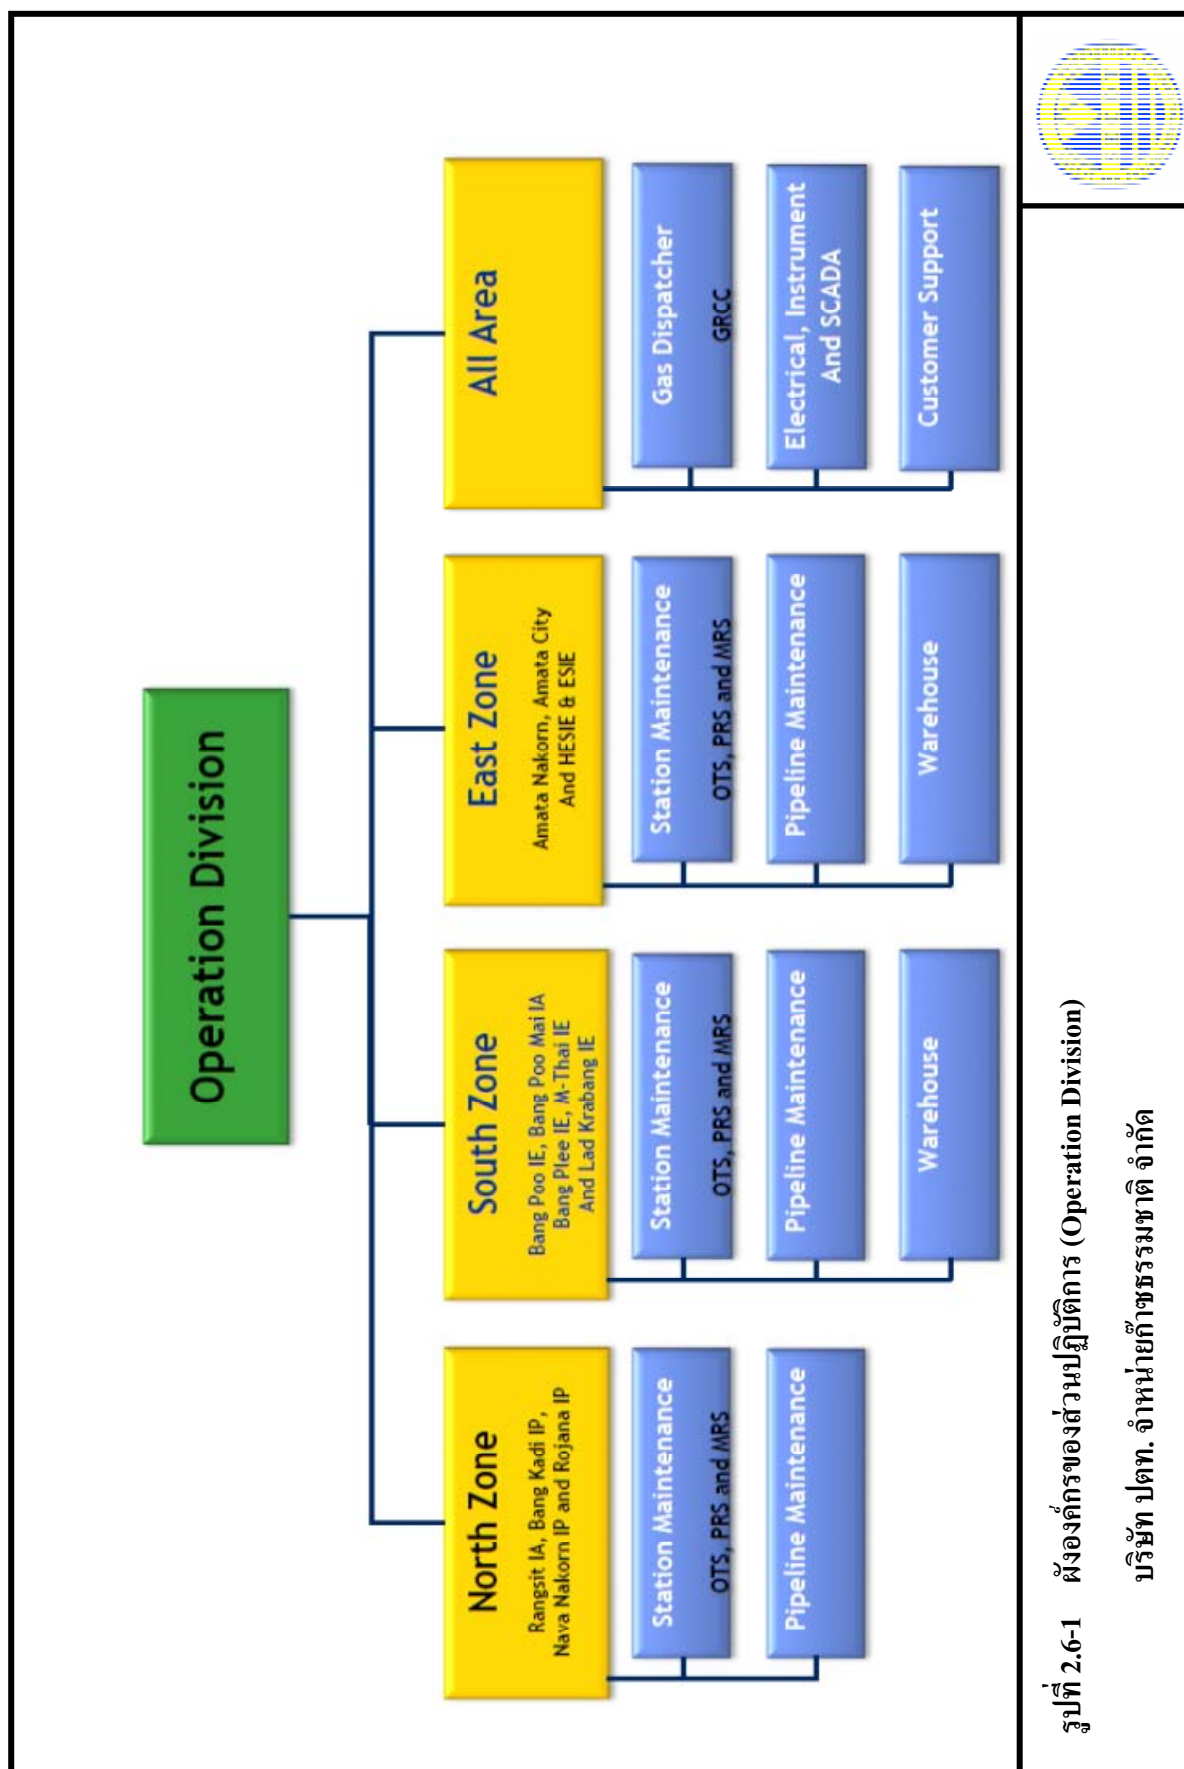 Operation Division
North Zone
Rangsit IA, Bang Kadi IP,
Nava Nakorn IP and Rojana IP
Station Maintenance
OTS, PRS and MRS
Pipeline Maintenance
South Zone
Bang Poo IE, Bang Poo Mai IA
Bang Plee IE, M-Thai IE
And Lad Krabang IE
Station Maintenance
OTS, PRS and MRS
Pipeline Maintenance
Warehouse
East Zone
Amata Nakorn, Amata City
And HESIE & ESIE
Station Maintenance
OTS, PRS and MRS
Pipeline Maintenance
Warehouse
All Area
Gas Dispatcher
GRCC
Electrical, Instrument
And SCADA
Customer Support
รูปที่ 2.6-1 ผังองค์กรของส่วนปฏิบัติการ (Operation Division)
บริษัท ปตท. จำหน่ายก๊าซธรรมชาติ จำกัด